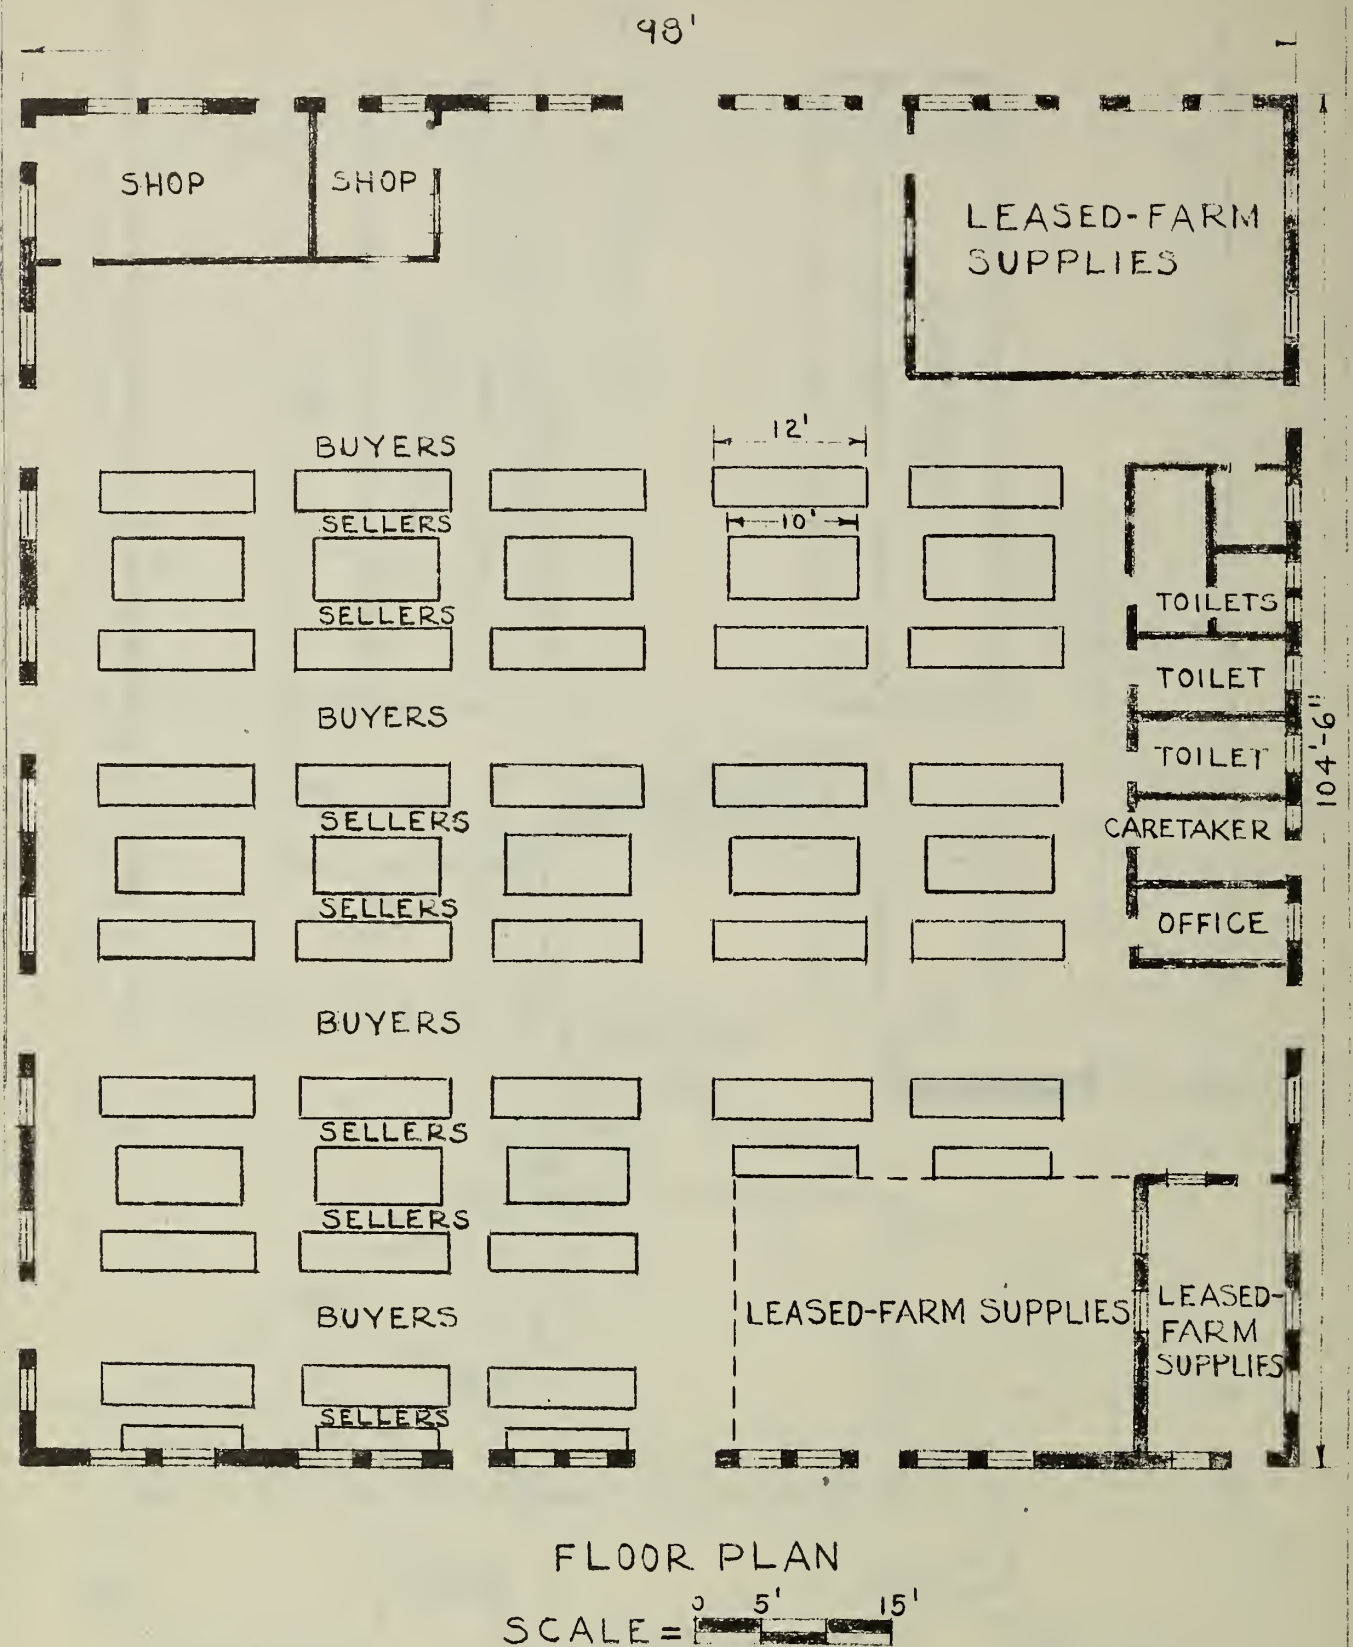 98'
SHOP
SHOP
LEASED-FARM
SUPPLIES
BUYERS
12'
SELLERS
10'
SELLERS
TOILETS
BUYERS
TOILET
TOILET
104'-6"
SELLERS
CARETAKER
SELLERS
OFFICE
BUYERS
SELLERS
SELLERS
BUYERS
LEASED-FARM SUPPLIES
LEASED-
FARM
SUPPLIES
SELLERS
FLOOR PLAN
0 5' 15'
SCALE =